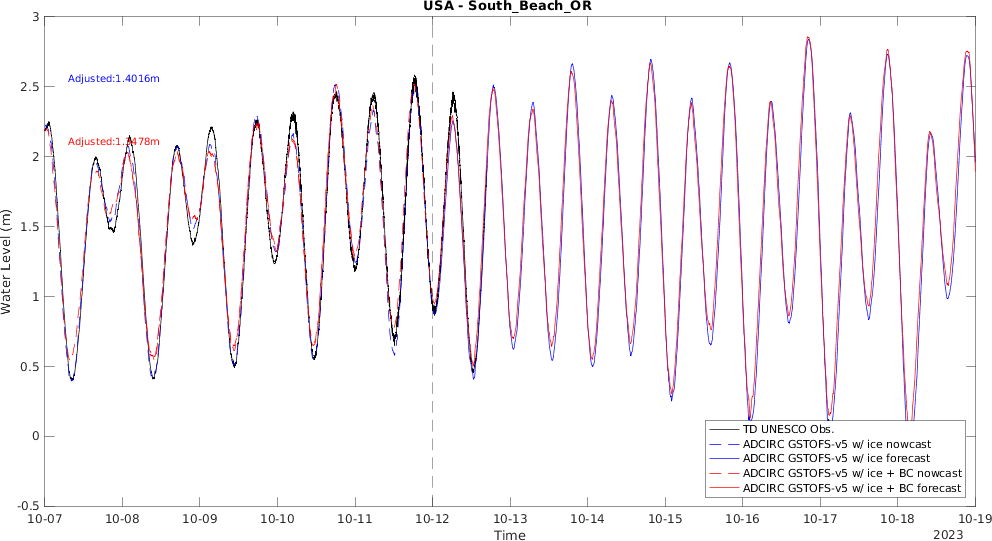 USA - South_Beach_OR
3
2.5
2
1.5
1
0.5
0
-0.5
Water Level (m)
Adjusted:1.4016m
TD UNESCO Obs.
ADCIRC GSTOFS-v5 w/ ice nowcast
ADCIRC GSTOFS-v5 w/ ice forecast
ADCIRC GSTOFS-v5 w/ ice + BC nowcast
ADCIRC GSTOFS-v5 w/ ice + BC forecast
10-07 10-08 10-09 10-10 10-11 10-12 10-13 10-14 10-15 10-16 10-17 10-18 10-19
Time
2023